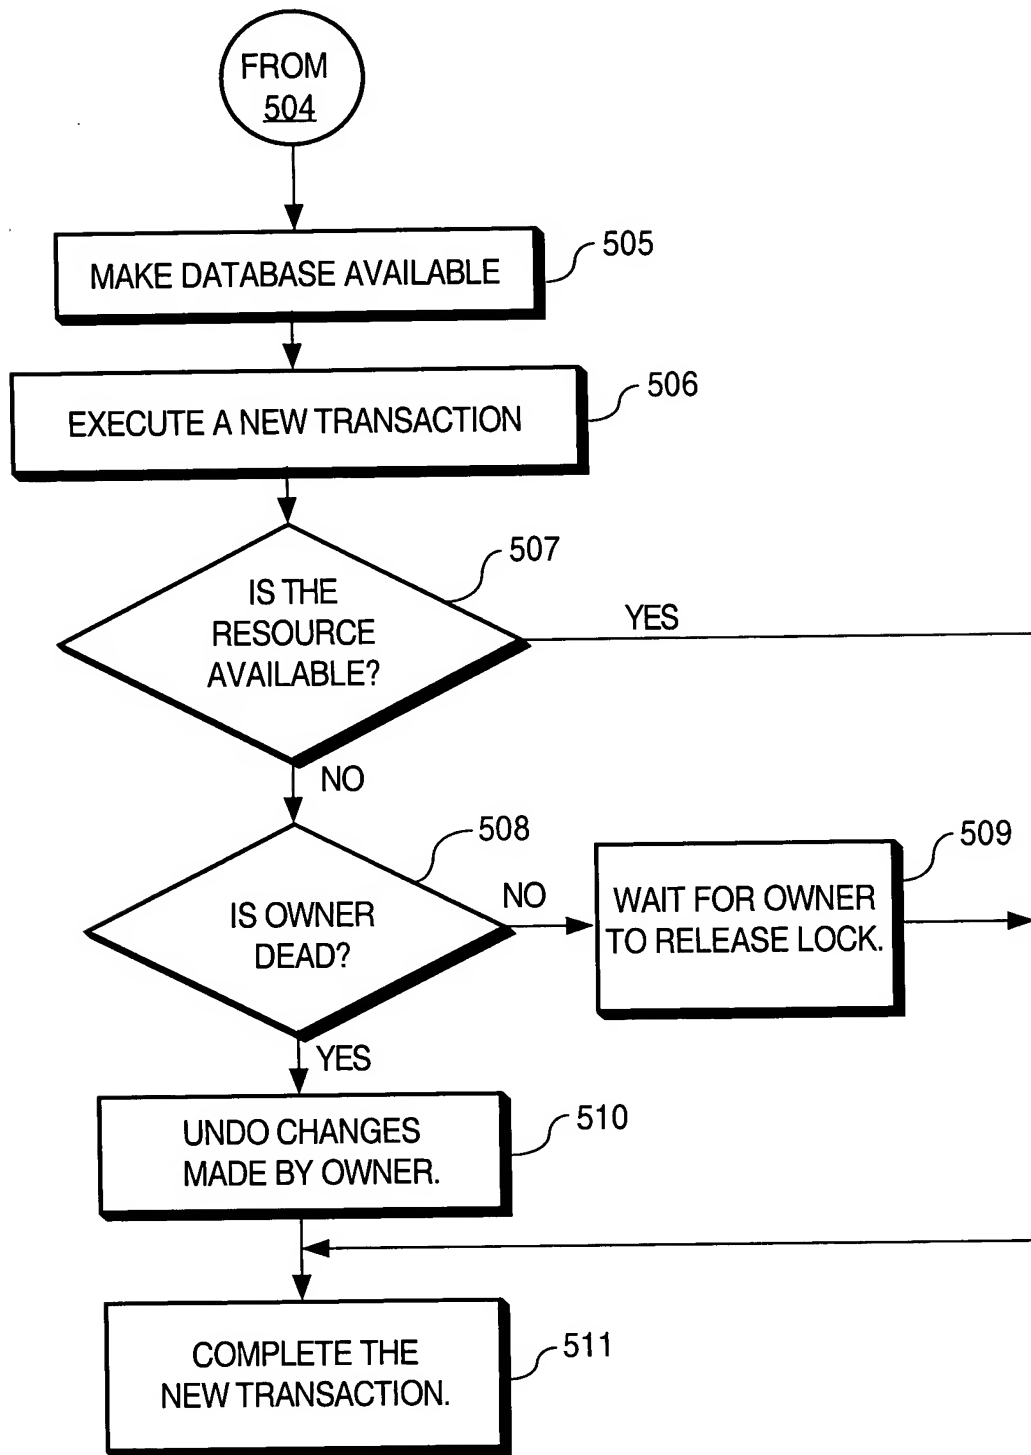 FROM
504
505
MAKE DATABASE AVAILABLE
506
EXECUTE A NEW TRANSACTION
507
IS THE
RESOURCE
AVAILABLE?
YES
NO
508
IS OWNER
DEAD?
NO
509
WAIT FOR OWNER
TO RELEASE LOCK.
YES
510
UNDO CHANGES
MADE BY OWNER.
511
COMPLETE THE
NEW TRANSACTION.